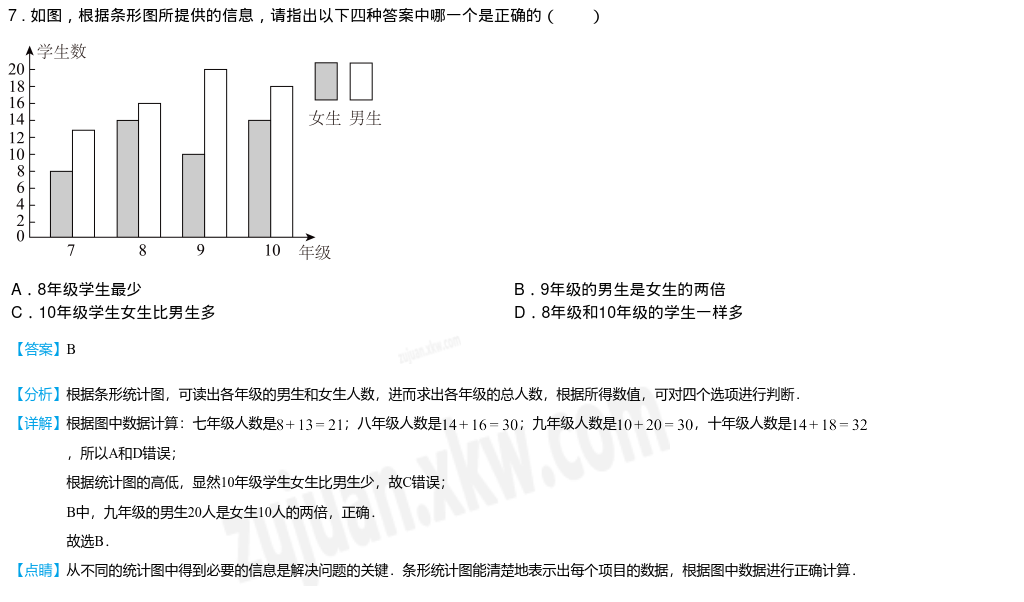 7．如图，根据条形图所提供的信息，请指出以下四种答案中哪一个是正确的（　　）
学生数
20
18
16
14
12
10
8
6
4
2
0
女生 男生
7 8 9 10 年级
A．8年级学生最少 B．9年级的男生是女生的两倍
C．10年级学生女生比男生多 D．8年级和10年级的学生一样多
【答案】B
【分析】根据条形统计图，可读出各年级的男生和女生人数，进而求出各年级的总人数，根据所得数值，可对四个选项进行判断．
【详解】根据图中数据计算：七年级人数是8+13=21；八年级人数是14+16=30；九年级人数是10+20=30，十年级人数是14+18=32
，所以A和D错误；
根据统计图的高低，显然10年级学生女生比男生少，故C错误；
B中，九年级的男生20人是女生10人的两倍，正确．
故选B．
【点睛】从不同的统计图中得到必要的信息是解决问题的关键．条形统计图能清楚地表示出每个项目的数据，根据图中数据进行正确计算．
zujuan.xkw.com
zujuan.xkw.com